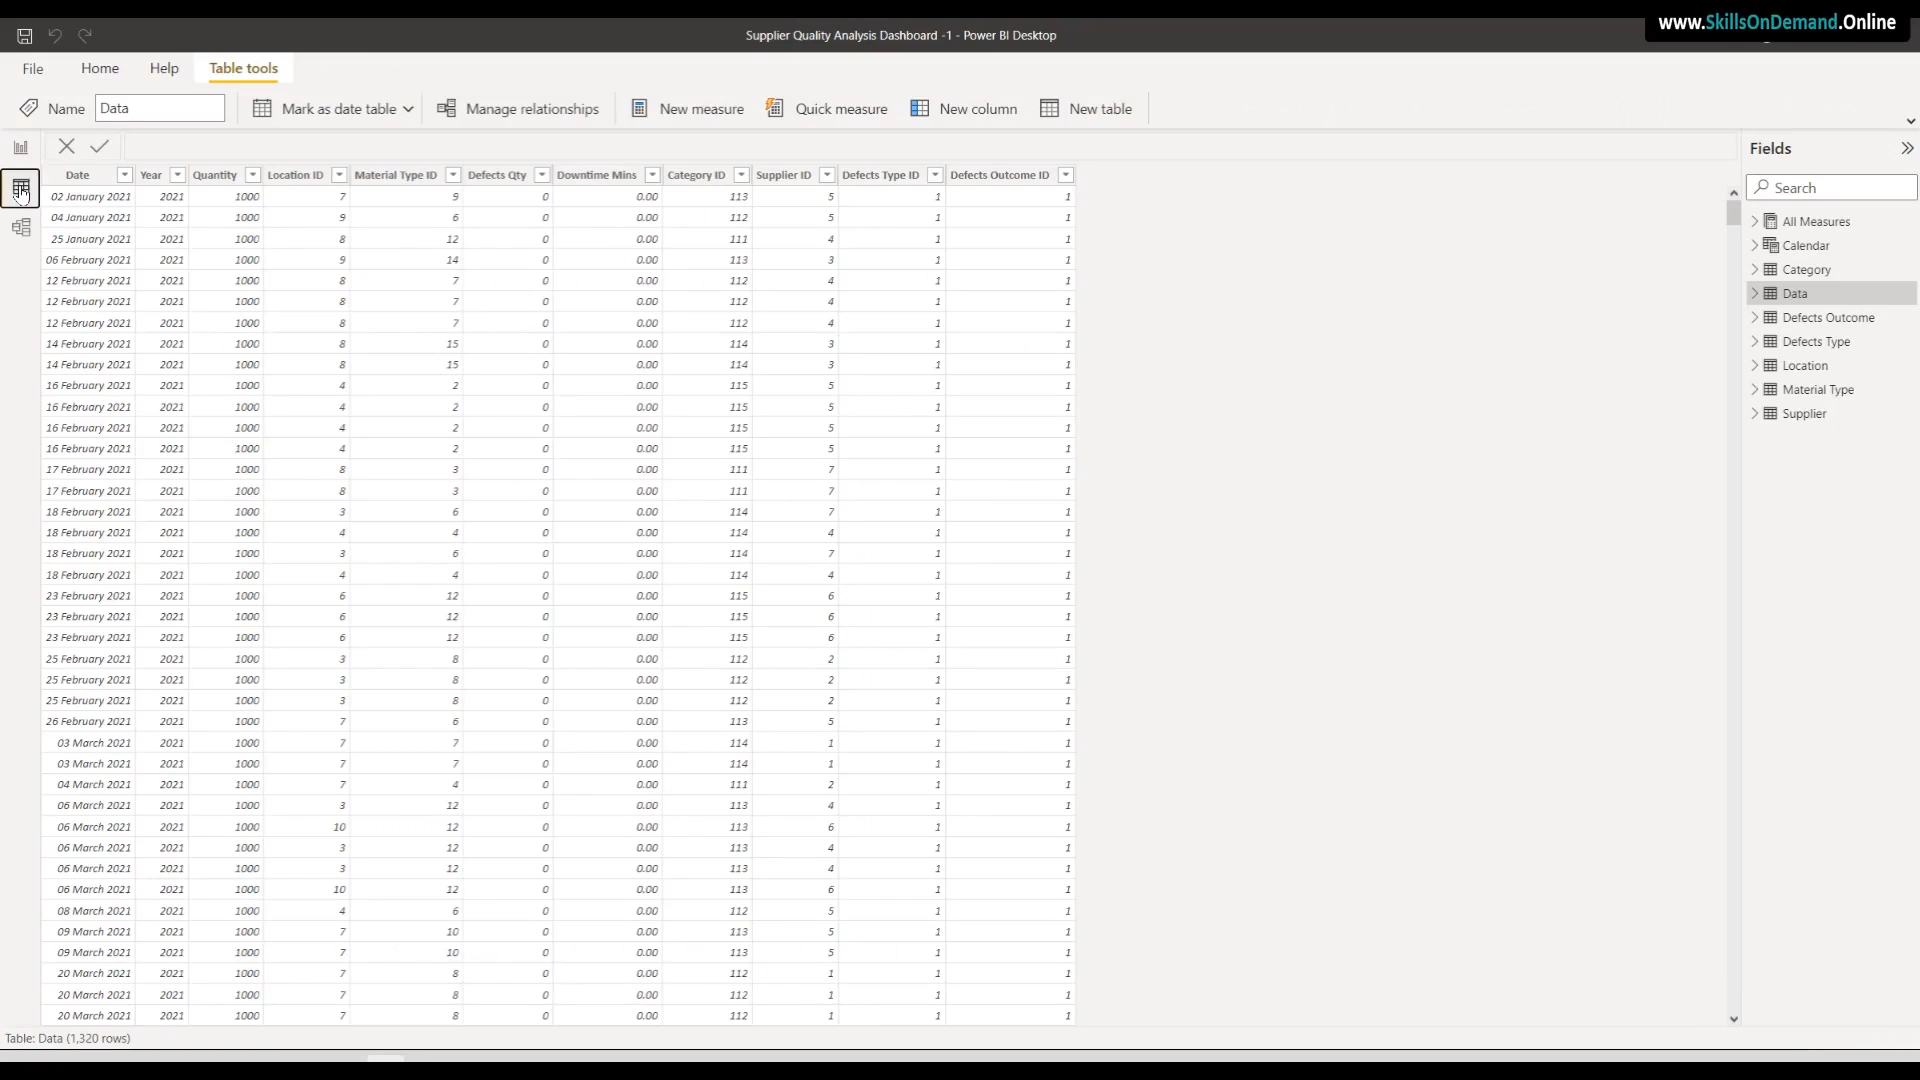 www.SkillsOnDemand.Online
Supplier Quality Analysis Dashboard -1 - Power BI Desktop
File Home Help Table tools
Name Data Mark as date table Manage relationships New measure Quick measure New column New table
Fields
Search
All Measures
Calendar
Category
Data
Defects Outcome
Defects Type
Location
Material Type
Supplier
Date Year Quantity Location ID Material Type ID Defects Qty Downtime Mins Category ID Supplier ID Defects Type ID Defects Outcome ID
02 January 2021 2021 1000 7 9 0 0.00 113 5 1 1
04 January 2021 2021 1000 9 6 0 0.00 112 5 1 1
25 January 2021 2021 1000 8 12 0 0.00 111 4 1 1
06 February 2021 2021 1000 9 14 0 0.00 113 3 1 1
12 February 2021 2021 1000 8 7 0 0.00 112 4 1 1
12 February 2021 2021 1000 8 7 0 0.00 112 4 1 1
12 February 2021 2021 1000 8 7 0 0.00 112 4 1 1
14 February 2021 2021 1000 8 15 0 0.00 114 3 1 1
14 February 2021 2021 1000 8 15 0 0.00 114 3 1 1
16 February 2021 2021 1000 4 2 0 0.00 115 5 1 1
16 February 2021 2021 1000 4 2 0 0.00 115 5 1 1
16 February 2021 2021 1000 4 2 0 0.00 115 5 1 1
16 February 2021 2021 1000 4 2 0 0.00 115 5 1 1
17 February 2021 2021 1000 8 3 0 0.00 111 7 1 1
17 February 2021 2021 1000 8 3 0 0.00 111 7 1 1
18 February 2021 2021 1000 3 6 0 0.00 114 7 1 1
18 February 2021 2021 1000 4 4 0 0.00 114 4 1 1
18 February 2021 2021 1000 3 6 0 0.00 114 7 1 1
18 February 2021 2021 1000 4 4 0 0.00 114 4 1 1
23 February 2021 2021 1000 6 12 0 0.00 115 6 1 1
23 February 2021 2021 1000 6 12 0 0.00 115 6 1 1
23 February 2021 2021 1000 6 12 0 0.00 115 6 1 1
25 February 2021 2021 1000 3 8 0 0.00 112 2 1 1
25 February 2021 2021 1000 3 8 0 0.00 112 2 1 1
25 February 2021 2021 1000 3 8 0 0.00 112 2 1 1
26 February 2021 2021 1000 7 6 0 0.00 113 5 1 1
03 March 2021 2021 1000 7 7 0 0.00 114 1 1 1
03 March 2021 2021 1000 7 7 0 0.00 114 1 1 1
04 March 2021 2021 1000 7 4 0 0.00 111 2 1 1
06 March 2021 2021 1000 3 12 0 0.00 113 4 1 1
06 March 2021 2021 1000 10 12 0 0.00 113 6 1 1
06 March 2021 2021 1000 3 12 0 0.00 113 4 1 1
06 March 2021 2021 1000 3 12 0 0.00 113 4 1 1
06 March 2021 2021 1000 10 12 0 0.00 113 6 1 1
08 March 2021 2021 1000 4 6 0 0.00 112 5 1 1
09 March 2021 2021 1000 7 10 0 0.00 113 5 1 1
09 March 2021 2021 1000 7 10 0 0.00 113 5 1 1
20 March 2021 2021 1000 7 8 0 0.00 112 1 1 1
20 March 2021 2021 1000 7 8 0 0.00 112 1 1 1
20 March 2021 2021 1000 7 8 0 0.00 112 1 1 1
Table: Data (1,320 rows)